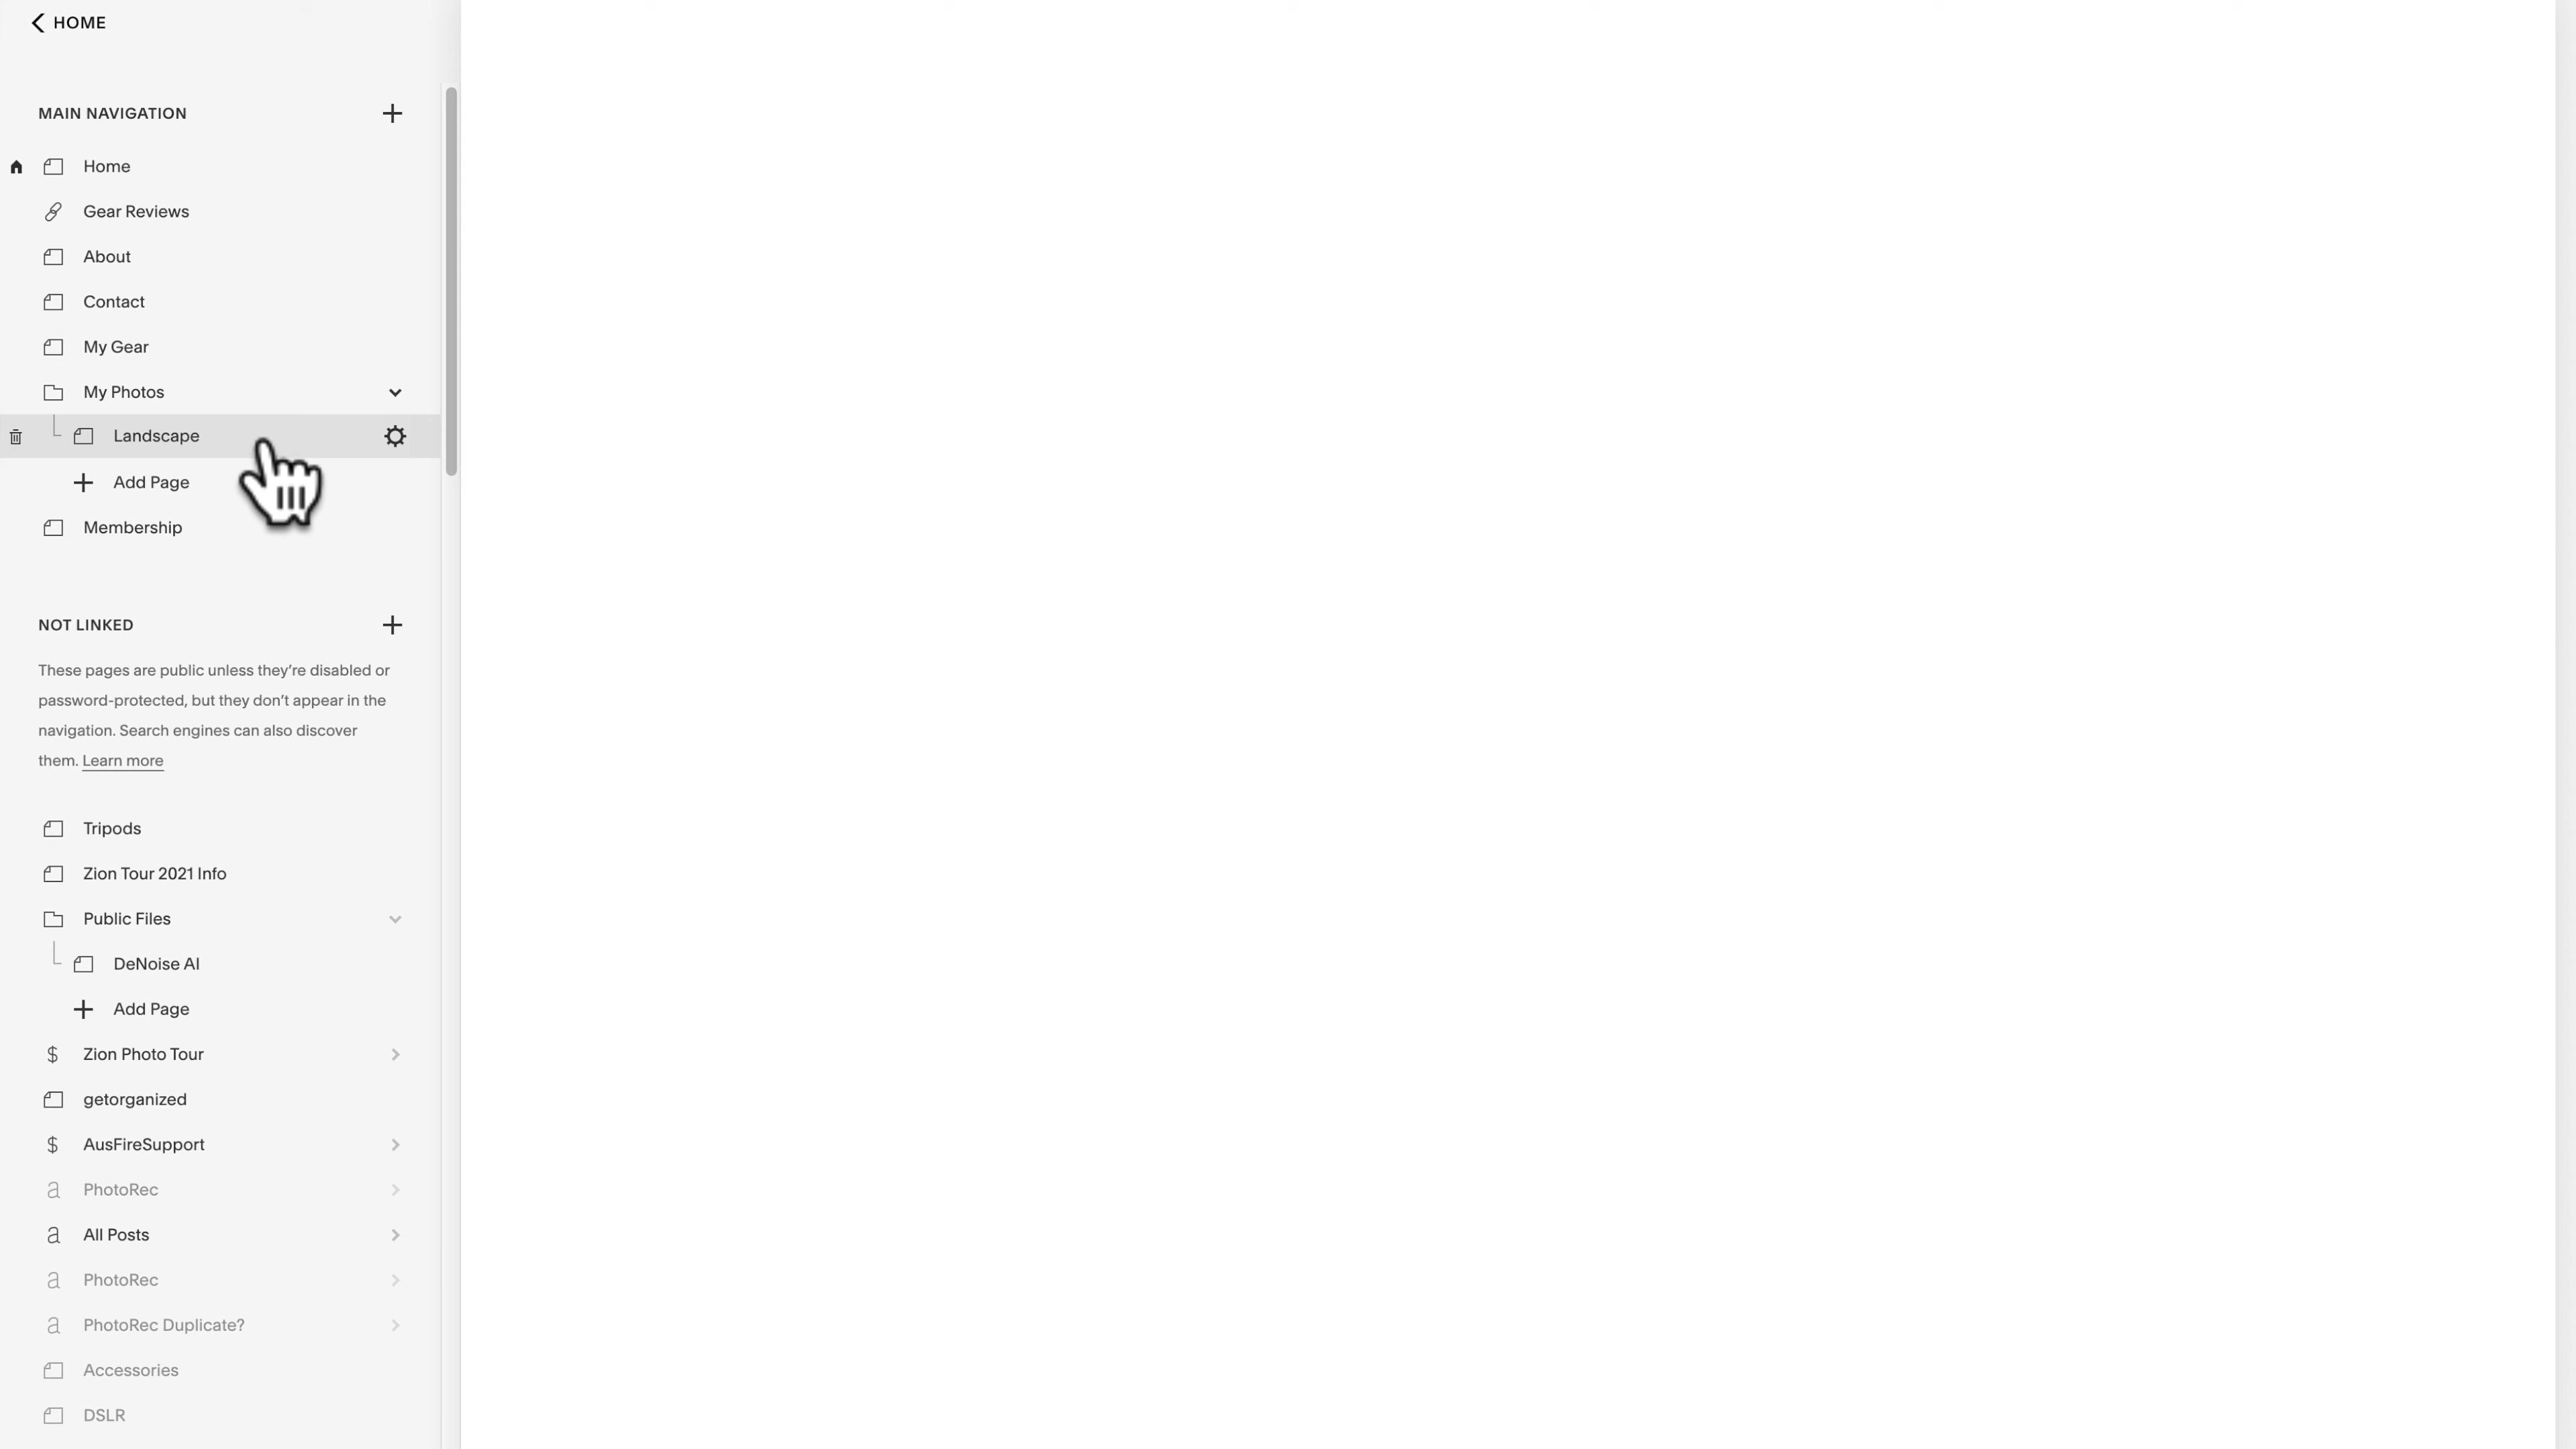 HOME
MAIN NAVIGATION
Home
Gear Reviews
About
Contact
My Gear
My Photos
Landscape
Add Page
Membership
NOT LINKED
These pages are public unless they’re disabled or
password-protected, but they don’t appear in the
navigation. Search engines can also discover
them. Learn more
Tripods
Zion Tour 2021 Info
Public Files
DeNoise AI
Add Page
$ Zion Photo Tour
getorganized
$ AusFireSupport
a PhotoRec
a All Posts
a PhotoRec
a PhotoRec Duplicate?
Accessories
DSLR